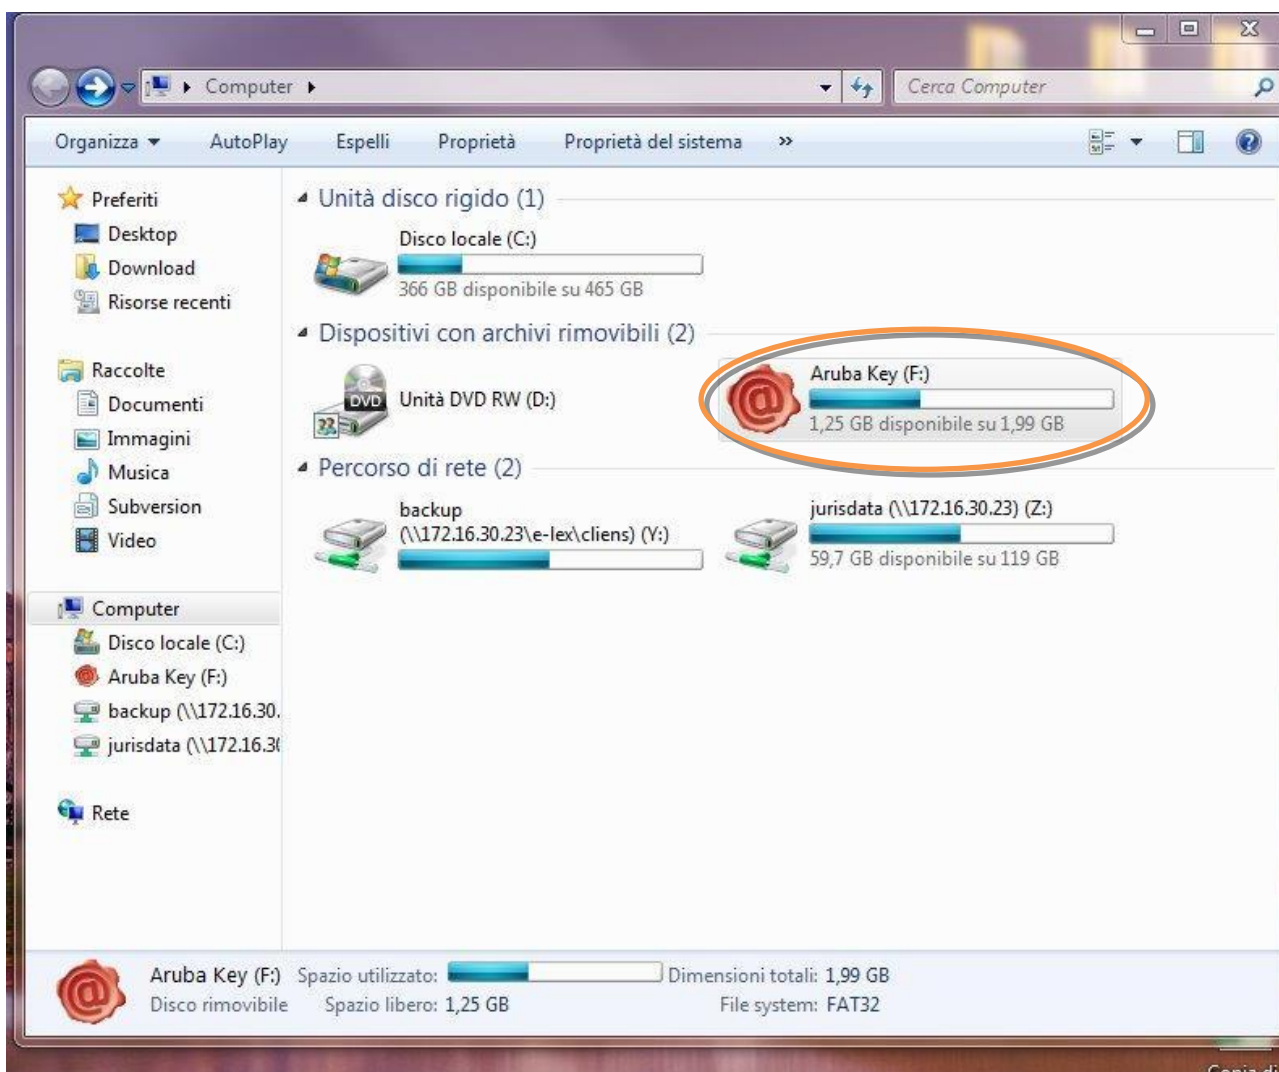 Computer
Cerca Computer
Organizza AutoPlay Espelli Proprietà Proprietà del sistema »
Preferiti
Desktop
Download
Risorse recenti
Raccolte
Documenti
Immagini
Musica
Subversion
Video
Computer
Disco locale (C:)
Aruba Key (F:)
backup (\\172.16.30.
jurisdata (\\172.16.30
Rete
Unità disco rigido (1)
Disco locale (C:)
366 GB disponibile su 465 GB
Dispositivi con archivi rimovibili (2)
DVD
Unità DVD RW (D:)
@
Aruba Key (F:)
1,25 GB disponibile su 1,99 GB
Percorso di rete (2)
backup
(\\172.16.30.23\e-lex\cliens) (Y:)
jurisdata (\\172.16.30.23) (Z:)
59,7 GB disponibile su 119 GB
@
Aruba Key (F:) Spazio utilizzato: Dimensioni totali: 1,99 GB
Disco rimovibile Spazio libero: 1,25 GB File system: FAT32